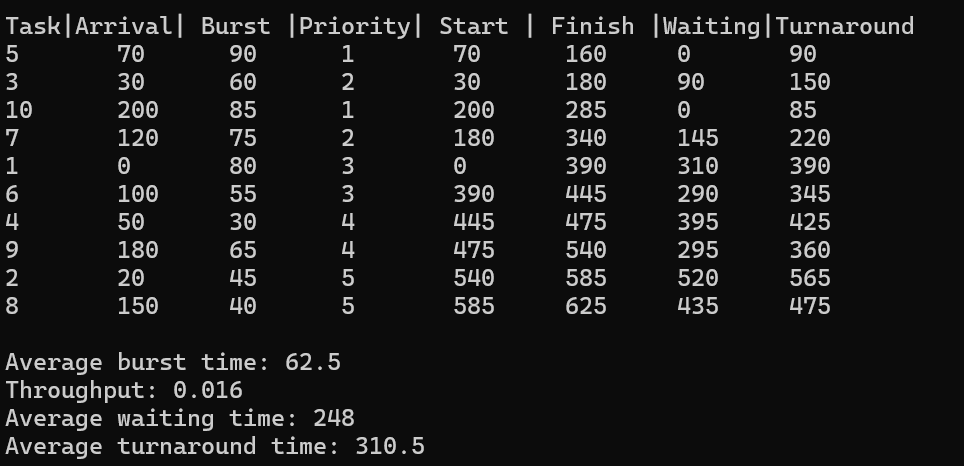 Task|Arrival| Burst |Priority| Start | Finish |Waiting|Turnaround
5 70 90 1 70 160 0 90
3 30 60 2 30 180 90 150
10 200 85 1 200 285 0 85
7 120 75 2 180 340 145 220
1 0 80 3 0 390 310 390
6 100 55 3 390 445 290 345
4 50 30 4 445 475 395 425
9 180 65 4 475 540 295 360
2 20 45 5 540 585 520 565
8 150 40 5 585 625 435 475
Average burst time: 62.5
Throughput: 0.016
Average waiting time: 248
Average turnaround time: 310.5